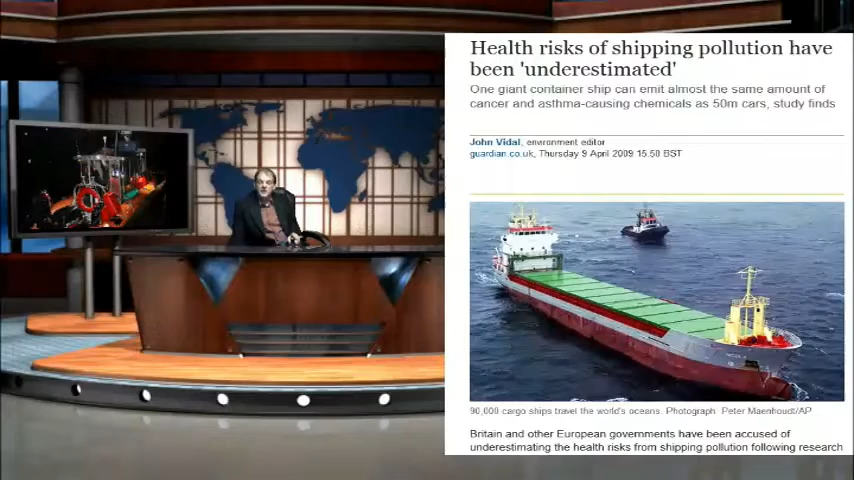 Health risks of shipping pollution have
been 'underestimated'
One giant container ship can emit almost the same amount of
cancer and asthma-causing chemicals as 50m cars, study finds
John Vidal, environment editor
guardian.co.uk, Thursday 9 April 2009 15.50 BST
90,000 cargo ships travel the world's oceans. Photograph: Peter Maenhoudt/AP
Britain and other European governments have been accused of
underestimating the health risks from shipping pollution following research